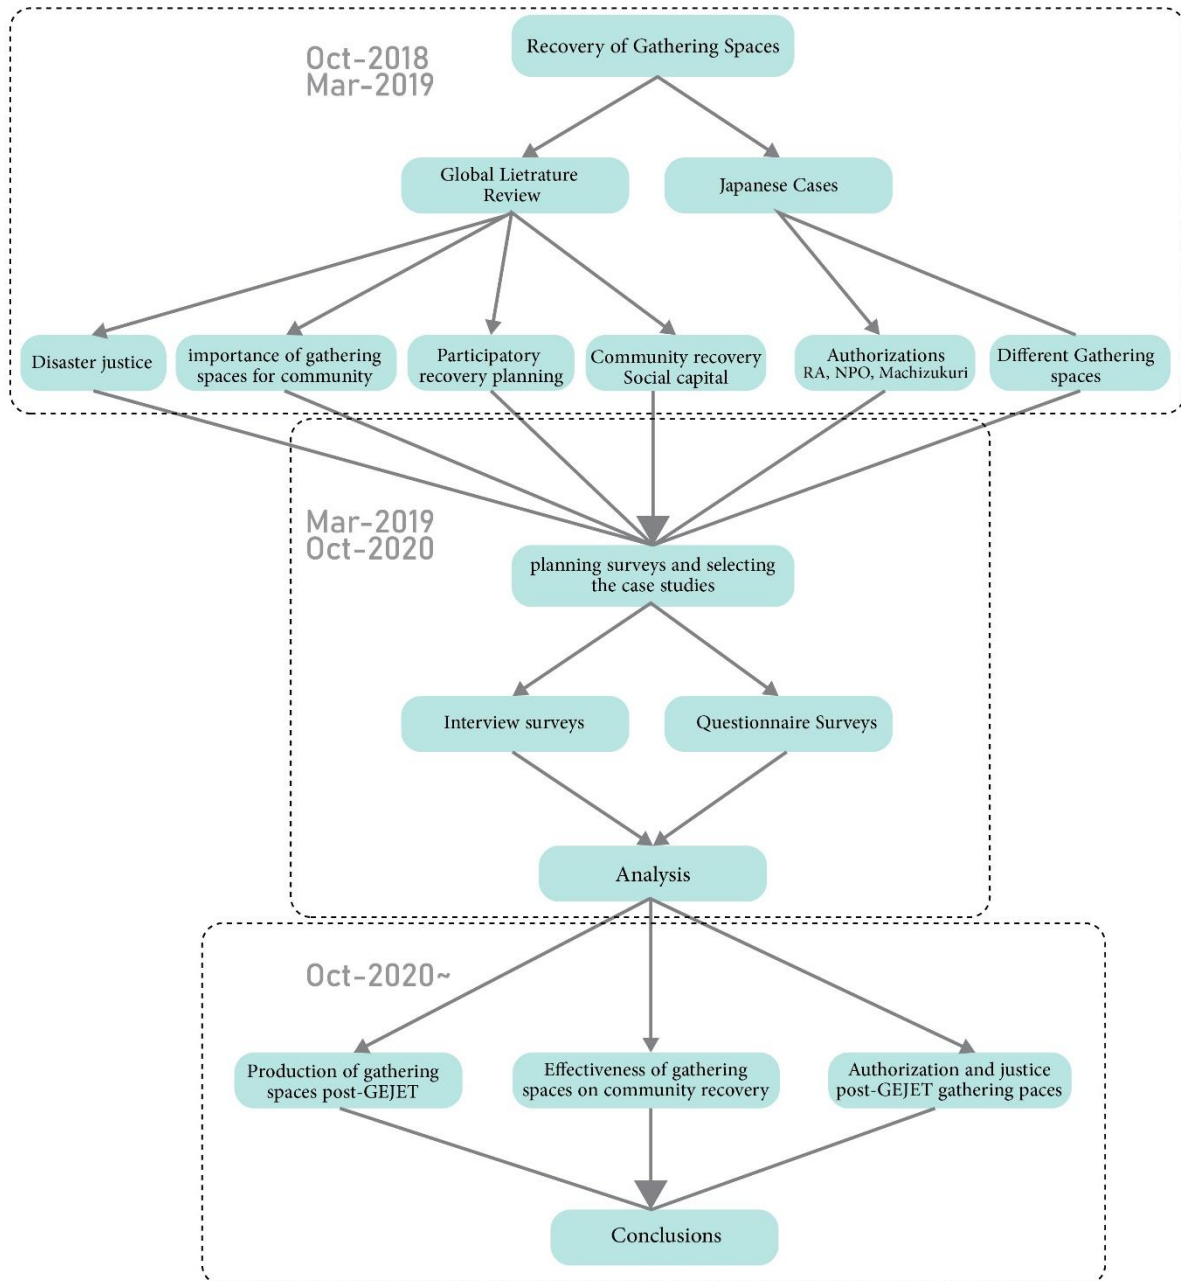 Oct-2018
Mar-2019
Recovery of Gathering Spaces
Global Lietrature
Review
Japanese Cases
Disaster justice
importance of gathering
spaces for community
Participatory
recovery planning
Community recovery
Social capital
Authorizations
RA, NPO, Machizukuri
Different Gathering
spaces
Mar-2019
Oct-2020
planning surveys and selecting
the case studies
Interview surveys
Questionnaire Surveys
Analysis
Oct-2020~
Production of gathering
spaces post-GEJET
Effectiveness of gathering
spaces on community recovery
Authorization and justice
post-GEJET gathering paces
Conclusions